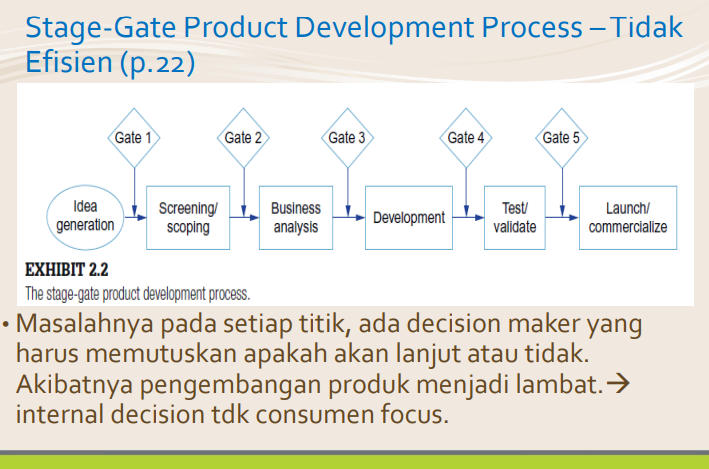 Stage-Gate Product Development Process – Tidak
Efisien (p.22)
Gate 1 Gate 2 Gate 3 Gate 4 Gate 5
Idea
generation
Screening/
scoping
Business
analysis
Development
Test/
validate
Launch/
commercialize
EXHIBIT 2.2
The stage-gate product development process.
• Masalahnya pada setiap titik, ada decision maker yang
harus memutuskan apakah akan lanjut atau tidak.
Akibatnya pengembangan produk menjadi lambat.→
internal decision tdk consumen focus.